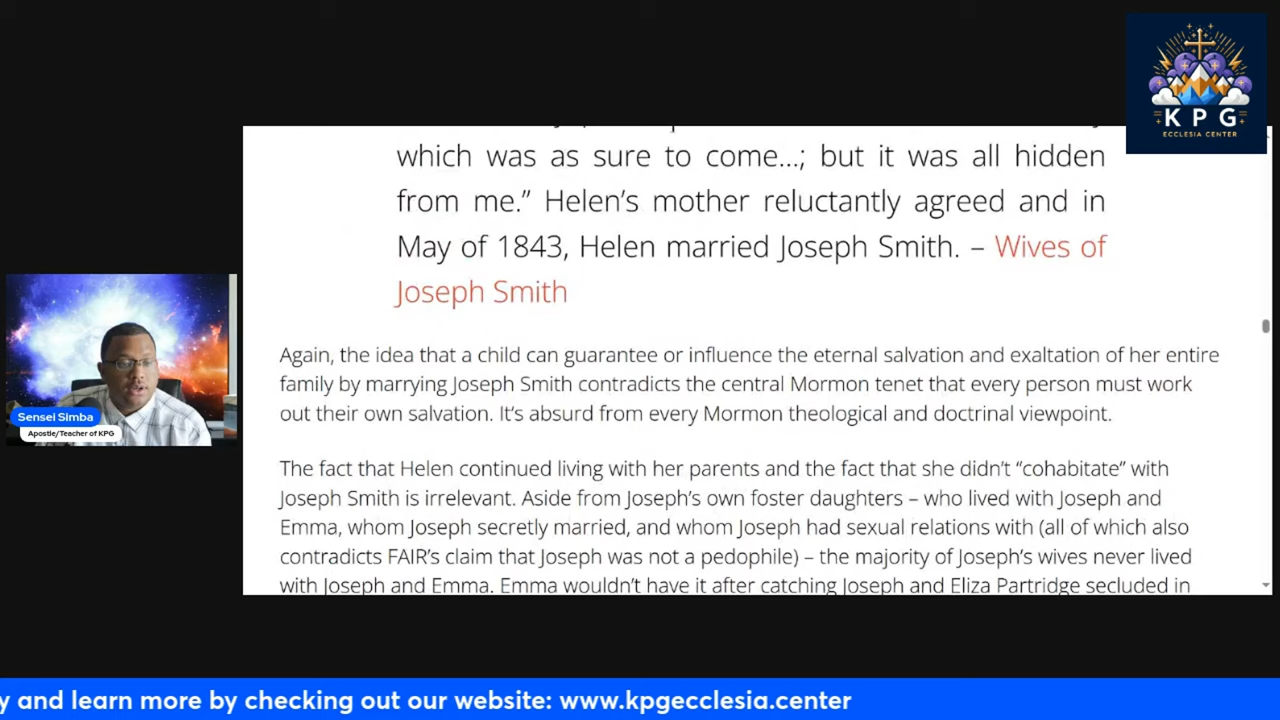 K P G
ECCLESIA CENTER
which was as sure to come...; but it was all hidden
from me.” Helen’s mother reluctantly agreed and in
May of 1843, Helen married Joseph Smith. – Wives of
Joseph Smith
Again, the idea that a child can guarantee or influence the eternal salvation and exaltation of her entire
family by marrying Joseph Smith contradicts the central Mormon tenet that every person must work
out their own salvation. It’s absurd from every Mormon theological and doctrinal viewpoint.
The fact that Helen continued living with her parents and the fact that she didn’t “cohabitate” with
Joseph Smith is irrelevant. Aside from Joseph’s own foster daughters – who lived with Joseph and
Emma, whom Joseph secretly married, and whom Joseph had sexual relations with (all of which also
contradicts FAIR’s claim that Joseph was not a pedophile) – the majority of Joseph’s wives never lived
with Joseph and Emma. Emma wouldn’t have it after catching Joseph and Eliza Partridge secluded in
Sensei Simba
Apostle/Teacher of KPG
y and learn more by checking out our website: www.kpgecclesia.center